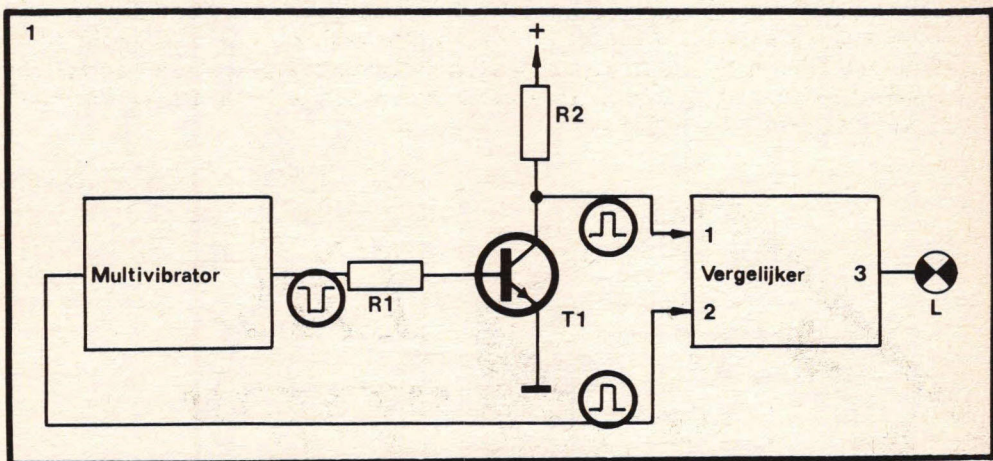 1
+
R2
1
Multivibrator
Vergelijker
3
R1
T1
2
L